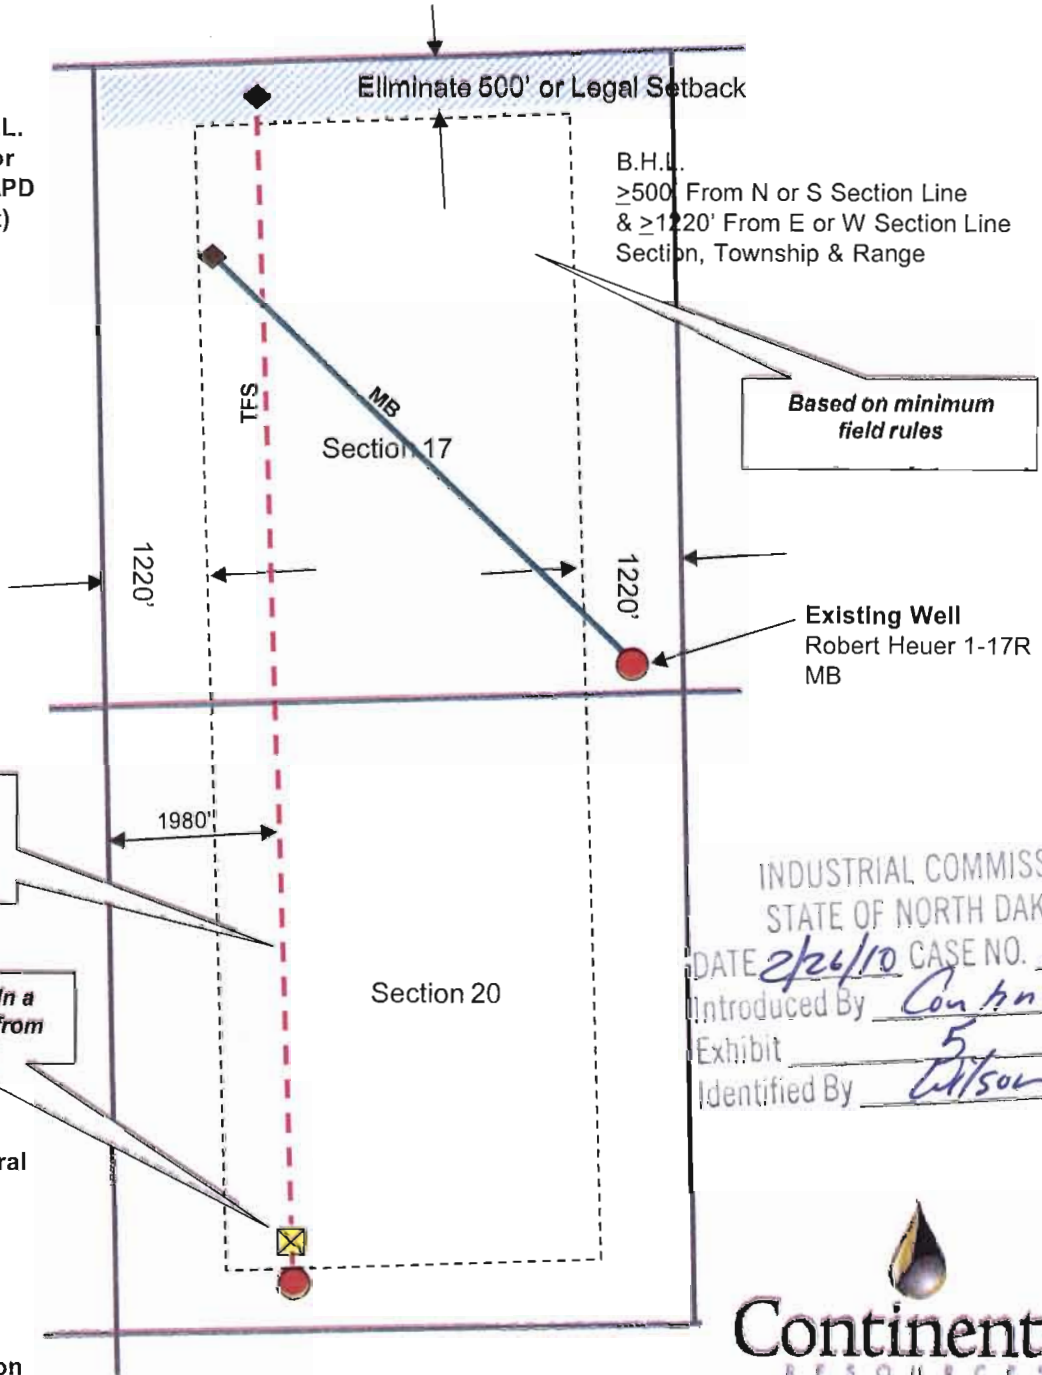 Eliminate 500' or Legal Setback
L.
or
PD
B.H.L.
≥500' From N or S Section Line
& ≥1220' From E or W Section Line
Section, Township & Range
TFS
MB
Based on minimum
field rules
Section 17
1220'
1220'
Existing Well
Robert Heuer 1-17R
MB
1980'
INDUSTRIAL COMMISS
STATE OF NORTH DAK
DATE 2/26/10 CASE NO.
Introduced By Contin
Exhibit 5
Identified By Wilson
Section 20
in a
from
ral
on
Continent
RESOURCES